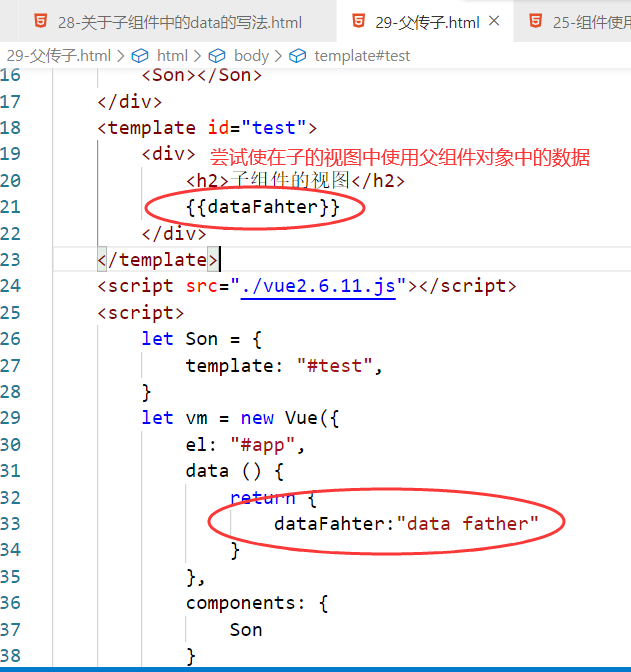 28-关于子组件中的data的写法.html 29-父传子.html × 25-组件使用
29-父传子.html > html > body > template#test
16 <Son></Son>
17 </div>
18 <template id="test">
19 <div> 尝试使在子的视图中使用父组件对象中的数据
20 <h2>子组件的视图</h2>
21 {{dataFahter}}
22 </div>
23 </template>
24 <script src="./vue2.6.11.js"></script>
25 <script>
26 let Son = {
27 template: "#test",
28 }
29 let vm = new Vue({
30 el: "#app",
31 data () {
32 return {
33 dataFahter:"data father"
34 }
35 },
36 components: {
37 Son
38 }